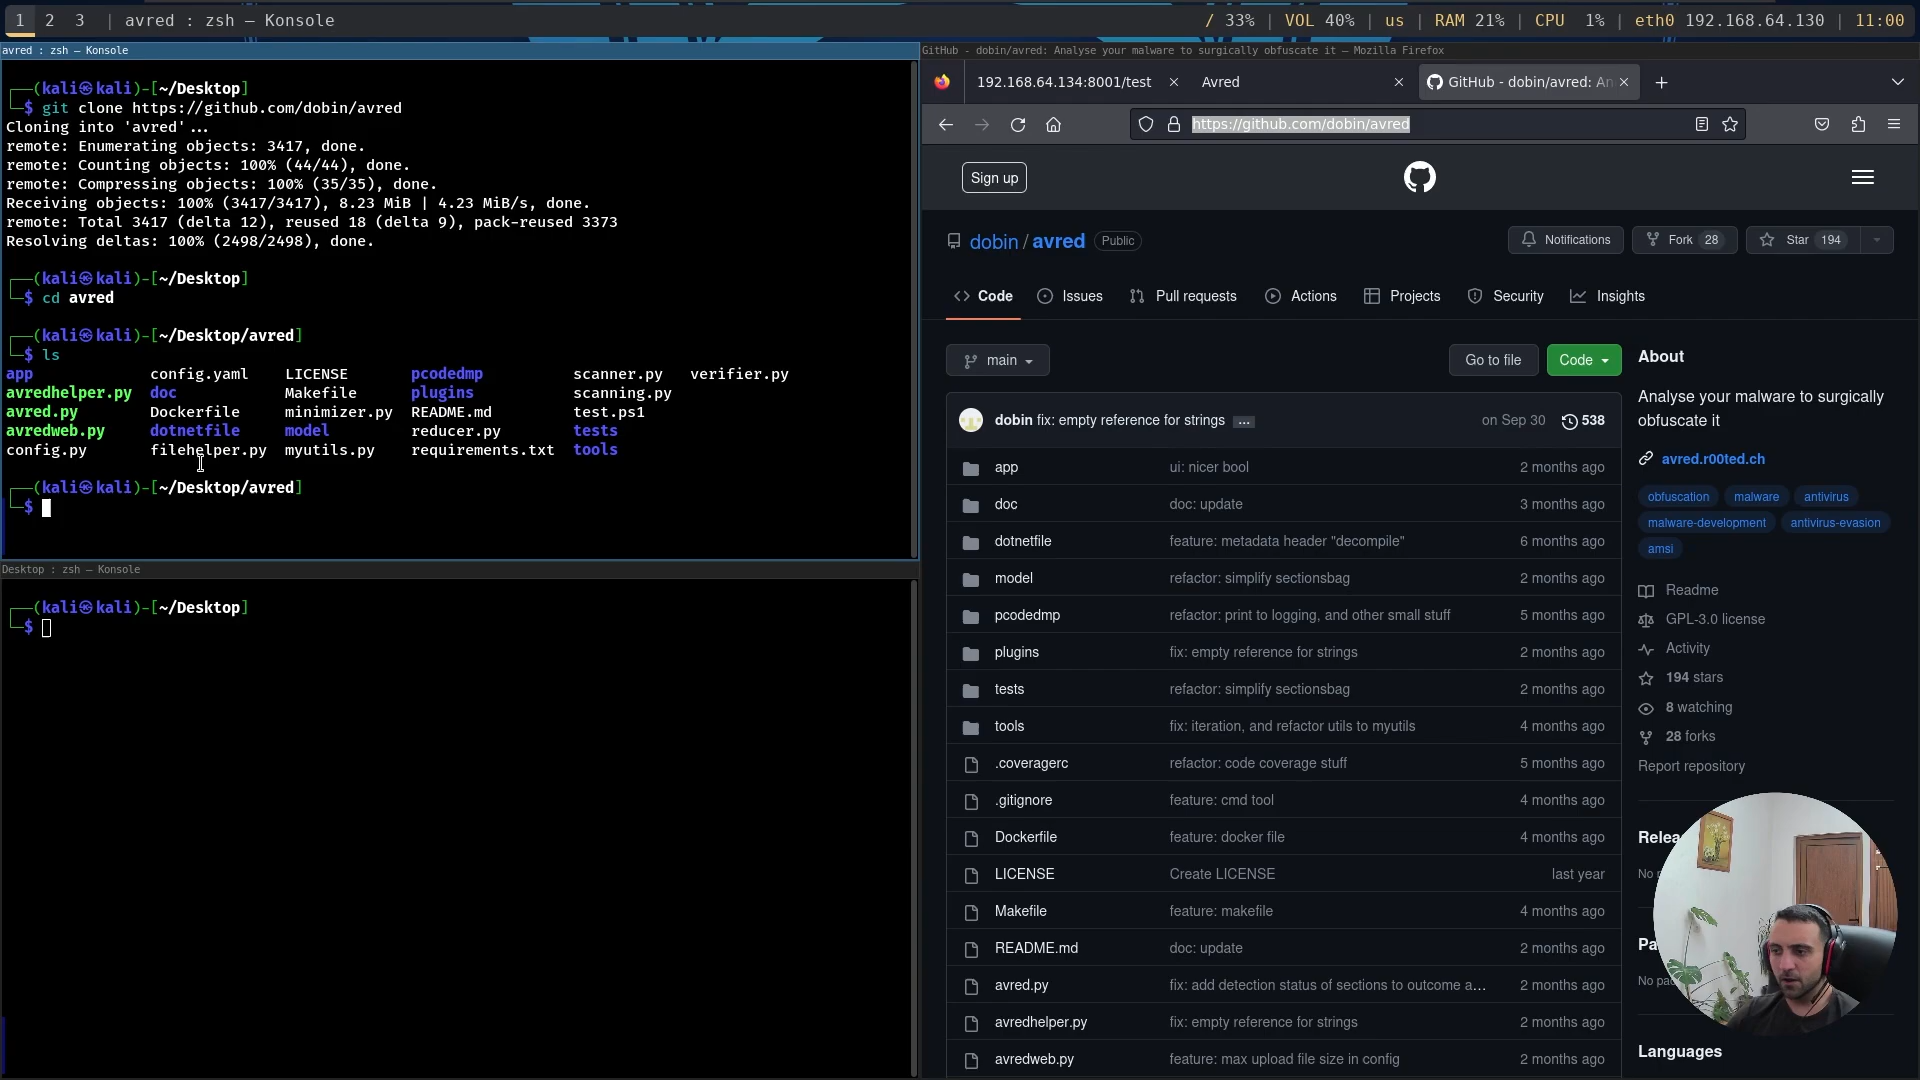 1 2 3 | avred : zsh — Konsole
/ 33% | VOL 40% | us | RAM 21% | CPU 1% | eth0 192.168.64.130 | 11:00
avred : zsh — Konsole
┌──(kali㉿kali)-[~/Desktop]
└─$ git clone https://github.com/dobin/avred
Cloning into 'avred'...
remote: Enumerating objects: 3417, done.
remote: Counting objects: 100% (44/44), done.
remote: Compressing objects: 100% (35/35), done.
Receiving objects: 100% (3417/3417), 8.23 MiB | 4.23 MiB/s, done.
remote: Total 3417 (delta 12), reused 18 (delta 9), pack-reused 3373
Resolving deltas: 100% (2498/2498), done.
┌──(kali㉿kali)-[~/Desktop]
└─$ cd avred
┌──(kali㉿kali)-[~/Desktop/avred]
└─$ ls
app config.yaml LICENSE pcodedmp scanner.py verifier.py
avredhelper.py doc Makefile plugins scanning.py
avred.py Dockerfile minimizer.py README.md test.ps1
avredweb.py dotnetfile model reducer.py tests
config.py filehelper.py myutils.py requirements.txt tools
┌──(kali㉿kali)-[~/Desktop/avred]
└─$
Desktop : zsh — Konsole
┌──(kali㉿kali)-[~/Desktop]
└─$
GitHub - dobin/avred: Analyse your malware to surgically obfuscate it — Mozilla Firefox
192.168.64.134:8001/test
Avred
GitHub - dobin/avred: An
https://github.com/dobin/avred
Sign up
dobin / avred Public
Notifications
Fork 28
Star 194
Code
Issues
Pull requests
Actions
Projects
Security
Insights
main
Go to file
Code
dobin fix: empty reference for strings ... on Sep 30 538
app ui: nicer bool 2 months ago
doc doc: update 3 months ago
dotnetfile feature: metadata header "decompile" 6 months ago
model refactor: simplify sectionsbag 2 months ago
pcodedmp refactor: print to logging, and other small stuff 5 months ago
plugins fix: empty reference for strings 2 months ago
tests refactor: simplify sectionsbag 2 months ago
tools fix: iteration, and refactor utils to myutils 4 months ago
.coveragerc refactor: code coverage stuff 5 months ago
.gitignore feature: cmd tool 4 months ago
Dockerfile feature: docker file 4 months ago
LICENSE Create LICENSE last year
Makefile feature: makefile 4 months ago
README.md doc: update 2 months ago
avred.py fix: add detection status of sections to outcome a... 2 months ago
avredhelper.py fix: empty reference for strings 2 months ago
avredweb.py feature: max upload file size in config 2 months ago
About
Analyse your malware to surgically
obfuscate it
avred.r00ted.ch
obfuscation malware antivirus
malware-development antivirus-evasion
amsi
Readme
GPL-3.0 license
Activity
194 stars
8 watching
28 forks
Report repository
Relea
No r
Pa
No pac
Languages